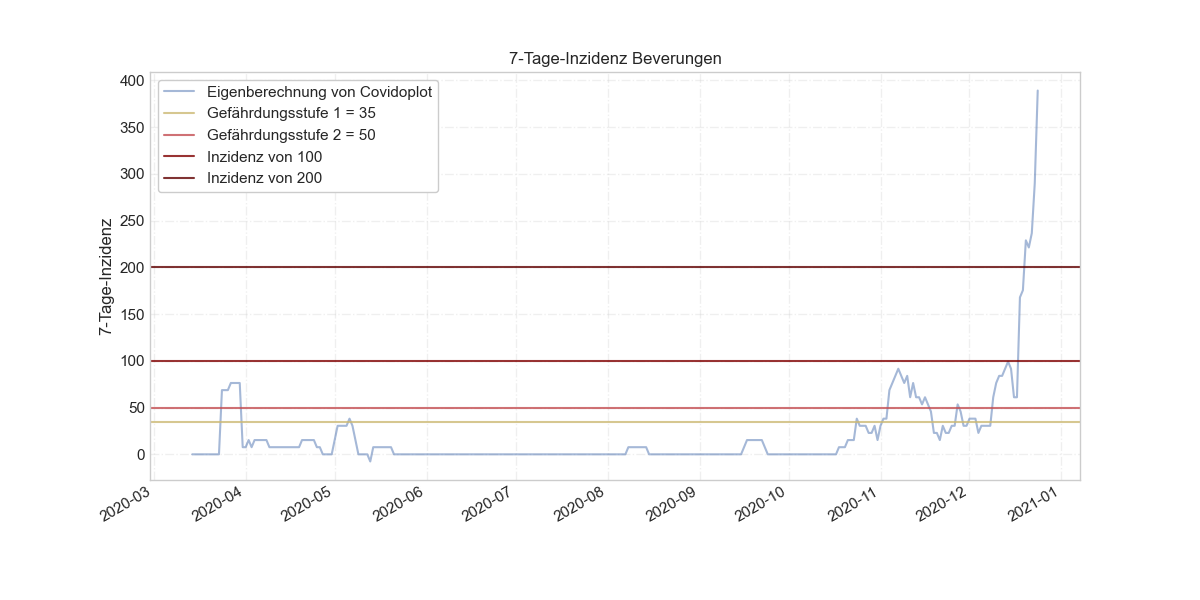 7-Tage-Inzidenz Beverungen
Eigenberechnung von Covidoplot
Gefährdungsstufe 1 = 35
Gefährdungsstufe 2 = 50
Inzidenz von 100
Inzidenz von 200
7-Tage-Inzidenz
400
350
300
250
200
150
100
50
0
2020-03
2020-04
2020-05
2020-06
2020-07
2020-08
2020-09
2020-10
2020-11
2020-12
2021-01